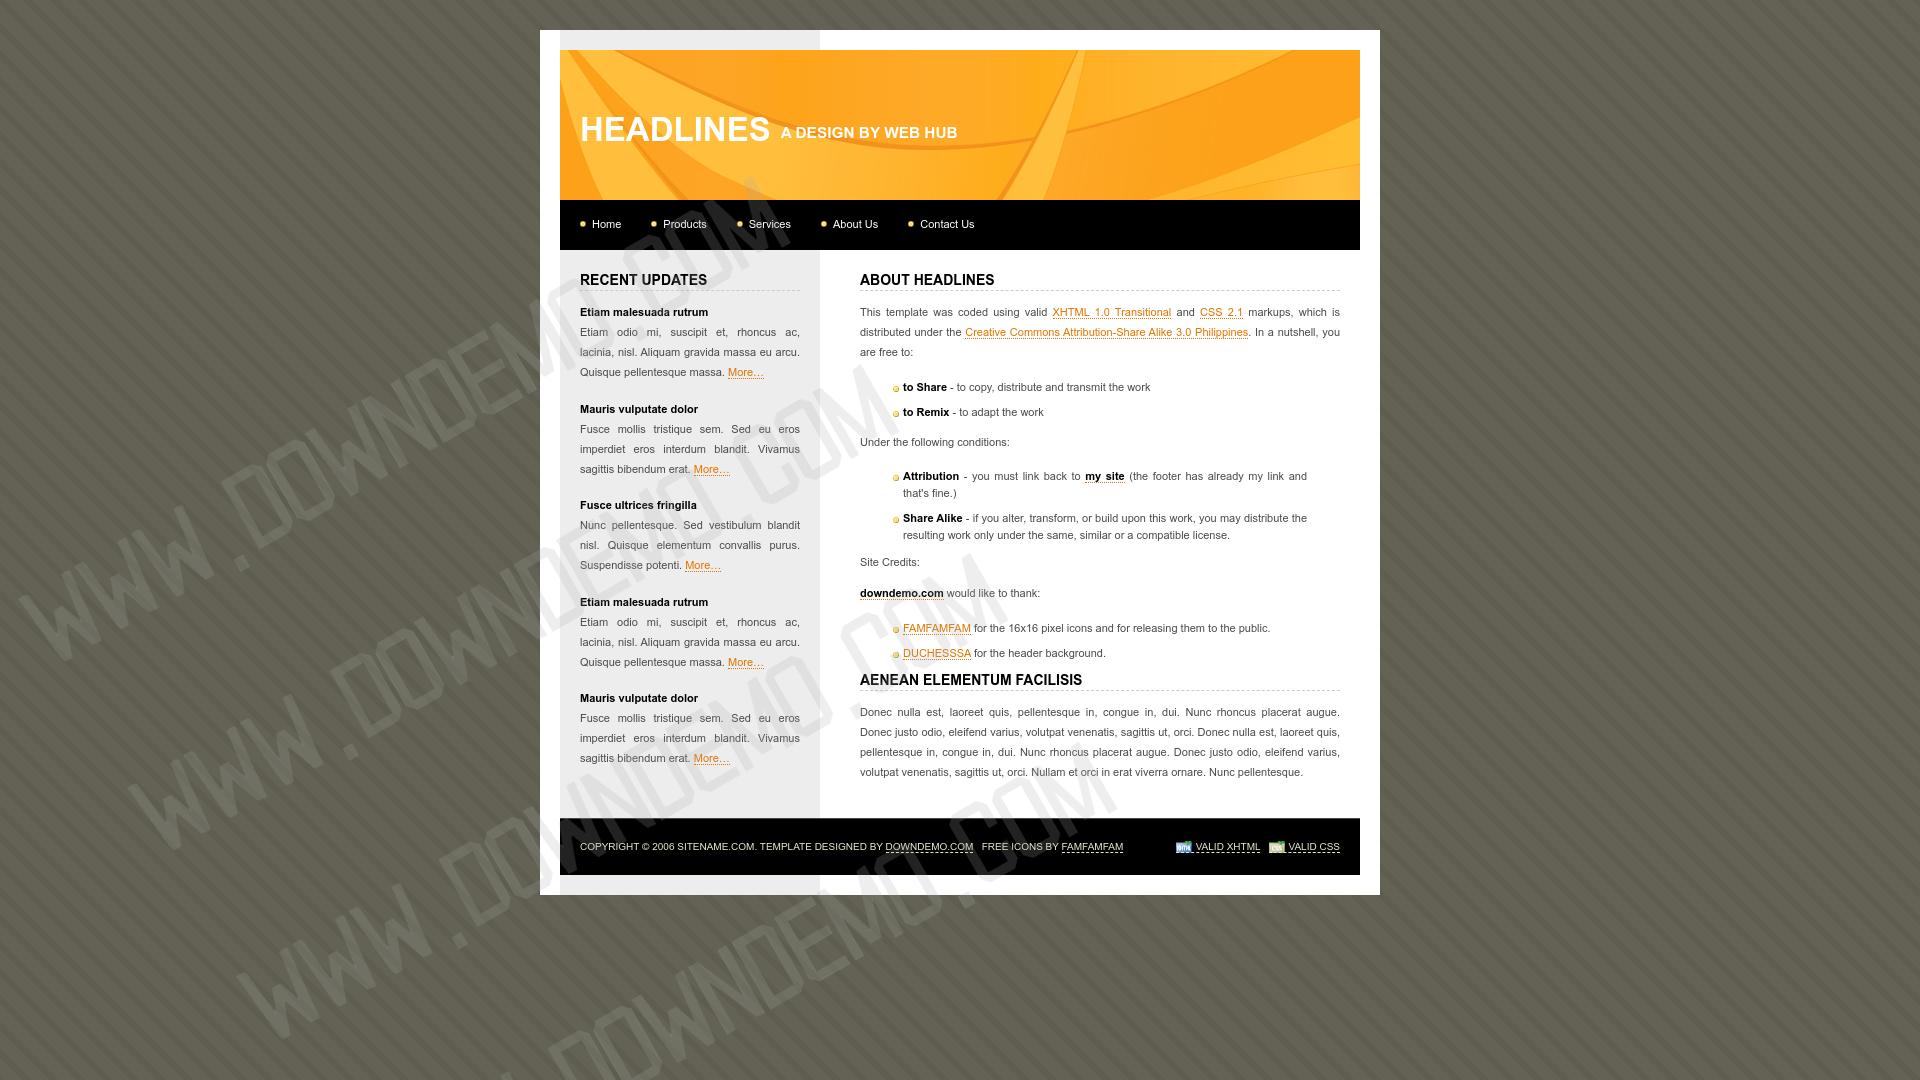 HEADLINES A DESIGN BY WEB HUB
Home Products Services About Us Contact Us
RECENT UPDATES
Etiam malesuada rutrum
Etiam odio mi, suscipit et, rhoncus ac,
lacinia, nisl. Aliquam gravida massa eu arcu.
Quisque pellentesque massa. More…
Mauris vulputate dolor
Fusce mollis tristique sem. Sed eu eros
imperdiet eros interdum blandit. Vivamus
sagittis bibendum erat. More…
Fusce ultrices fringilla
Nunc pellentesque. Sed vestibulum blandit
nisl. Quisque elementum convallis purus.
Suspendisse potenti. More…
Etiam malesuada rutrum
Etiam odio mi, suscipit et, rhoncus ac,
lacinia, nisl. Aliquam gravida massa eu arcu.
Quisque pellentesque massa. More…
Mauris vulputate dolor
Fusce mollis tristique sem. Sed eu eros
imperdiet eros interdum blandit. Vivamus
sagittis bibendum erat. More…
ABOUT HEADLINES
This template was coded using valid XHTML 1.0 Transitional and CSS 2.1 markups, which is
distributed under the Creative Commons Attribution-Share Alike 3.0 Philippines. In a nutshell, you
are free to:
to Share - to copy, distribute and transmit the work
to Remix - to adapt the work
Under the following conditions:
Attribution - you must link back to my site (the footer has already my link and
that's fine.)
Share Alike - if you alter, transform, or build upon this work, you may distribute the
resulting work only under the same, similar or a compatible license.
Site Credits:
downdemo.com would like to thank:
FAMFAMFAM for the 16x16 pixel icons and for releasing them to the public.
DUCHESSSA for the header background.
AENEAN ELEMENTUM FACILISIS
Donec nulla est, laoreet quis, pellentesque in, congue in, dui. Nunc rhoncus placerat augue.
Donec justo odio, eleifend varius, volutpat venenatis, sagittis ut, orci. Donec nulla est, laoreet quis,
pellentesque in, congue in, dui. Nunc rhoncus placerat augue. Donec justo odio, eleifend varius,
volutpat venenatis, sagittis ut, orci. Nullam et orci in erat viverra ornare. Nunc pellentesque.
COPYRIGHT © 2006 SITENAME.COM. TEMPLATE DESIGNED BY DOWNDEMO.COM FREE ICONS BY FAMFAMFAM VALID XHTML VALID CSS
WWW.DOWNDEMO.COM
WWW.DOWNDEMO.COM
WWW.DOWNDEMO.COM
.DOWNDEMO.COM